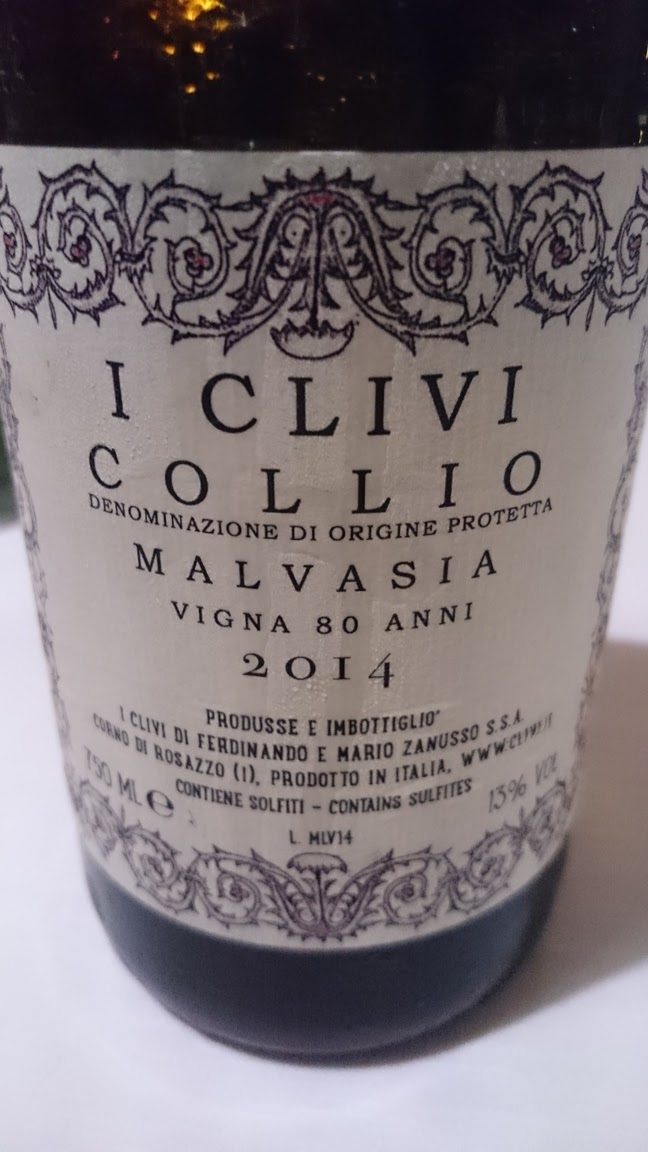 I CLIVI
COLLIO
DENOMINAZIONE DI ORIGINE PROTETTA
MALVASIA
VIGNA 80 ANNI
2014
PRODUSSE E IMBOTTIGLIO'
I CLIVI DI FERDINANDO E MARIO ZANUSSO S.S.A.
CORNO DI ROSAZZO (I), PRODOTTO IN ITALIA, WWW.CLIVI.IT
750 ML e CONTIENE SOLFITI - CONTAINS SULFITES 13% VOL
L. MLV14